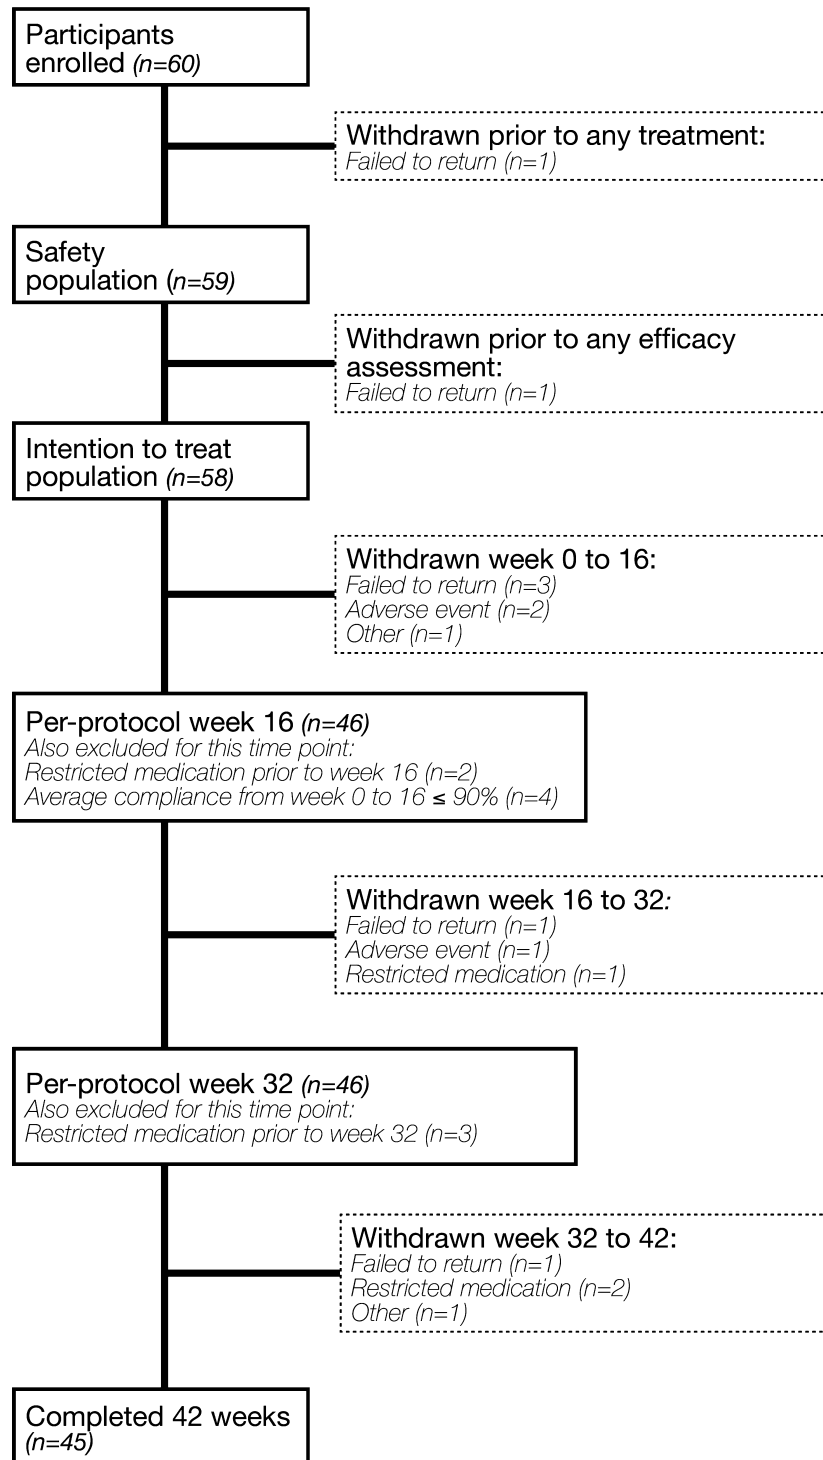 Participants
enrolled (n=60)
Withdrawn prior to any treatment:
Failed to return (n=1)
Safety
population (n=59)
Withdrawn prior to any efficacy
assessment:
Failed to return (n=1)
Intention to treat
population (n=58)
Withdrawn week 0 to 16:
Failed to return (n=3)
Adverse event (n=2)
Other (n=1)
Per-protocol week 16 (n=46)
Also excluded for this time point:
Restricted medication prior to week 16 (n=2)
Average compliance from week 0 to 16 ≤ 90% (n=4)
Withdrawn week 16 to 32:
Failed to return (n=1)
Adverse event (n=1)
Restricted medication (n=1)
Per-protocol week 32 (n=46)
Also excluded for this time point:
Restricted medication prior to week 32 (n=3)
Withdrawn week 32 to 42:
Failed to return (n=1)
Restricted medication (n=2)
Other (n=1)
Completed 42 weeks
(n=45)